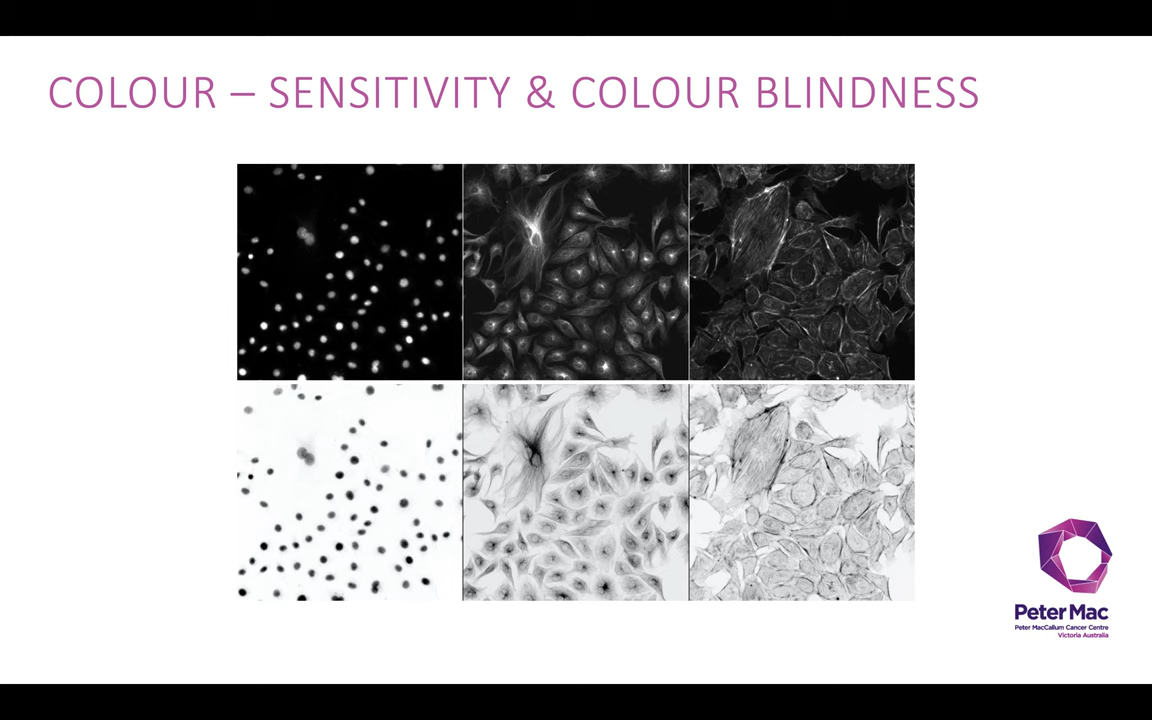 COLOUR – SENSITIVITY & COLOUR BLINDNESS
Peter Mac
Peter MacCallum Cancer Centre
Victoria Australia